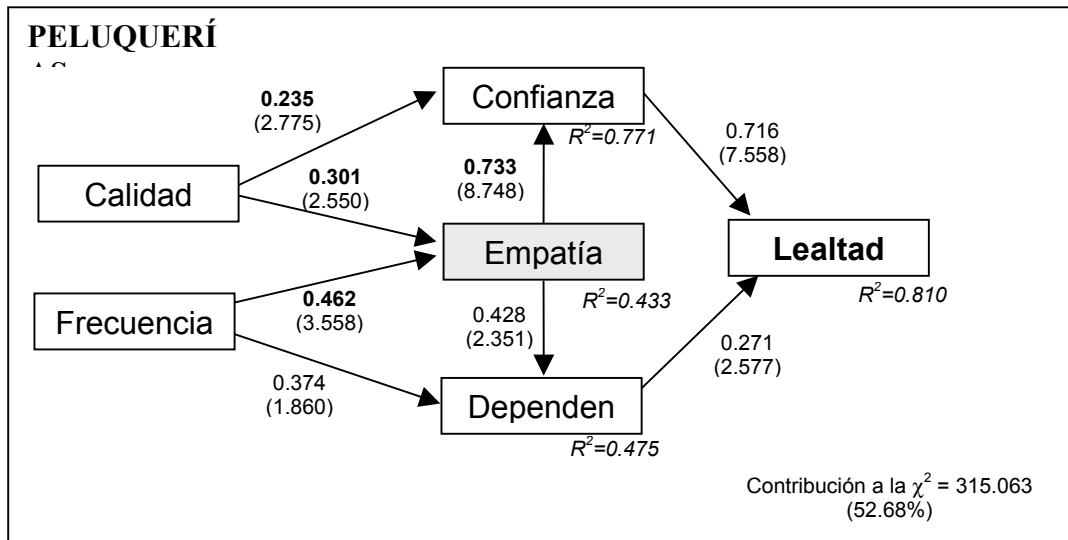 PELUQUERÍ
0.235
(2.775)
Confianza
R²=0.771
0.716
(7.558)
Calidad
0.301
(2.550)
0.733
(8.748)
Empatía
R²=0.433
Lealtad
R²=0.810
Frecuencia
0.462
(3.558)
0.428
(2.351)
0.271
(2.577)
0.374
(1.860)
Dependen
R²=0.475
Contribución a la χ² = 315.063
(52.68%)